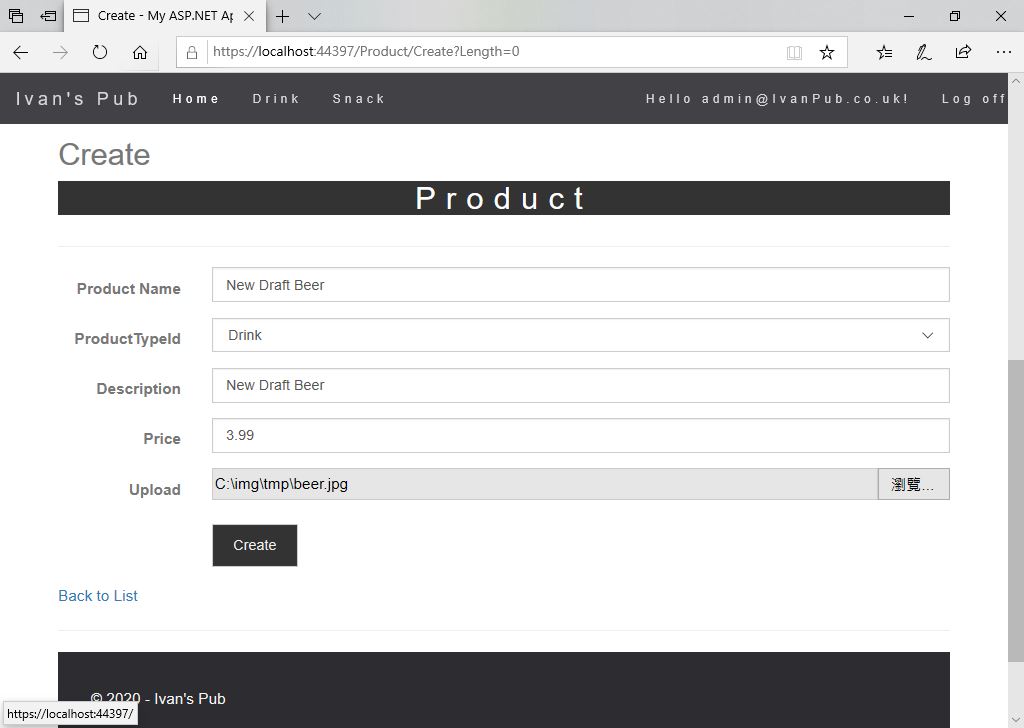 Create - My ASP.NET Ap
https://localhost:44397/Product/Create?Length=0
Ivan's Pub Home Drink Snack Hello admin@IvanPub.co.uk! Log off
Create
Product
Product Name New Draft Beer
ProductTypeId Drink
Description New Draft Beer
Price 3.99
Upload C:\img\tmp\beer.jpg 瀏覽...
Create
Back to List
© 2020 - Ivan's Pub
https://localhost:44397/